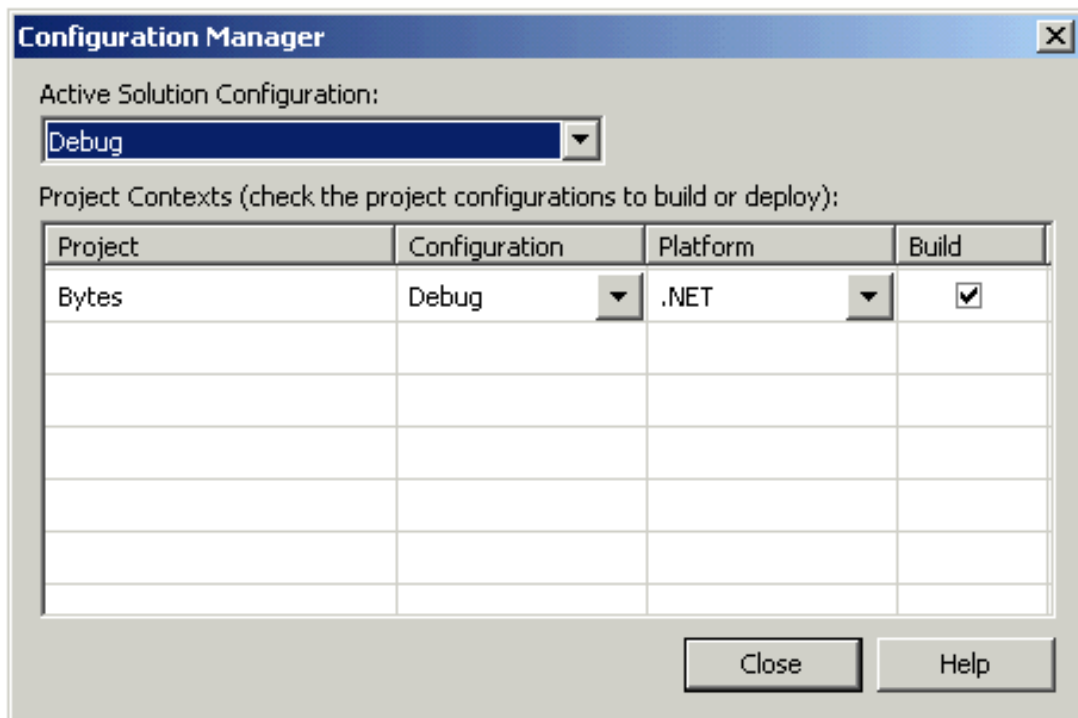 Configuration Manager
Active Solution Configuration:
Debug
Project Contexts (check the project configurations to build or deploy):
Project Configuration Platform Build
Bytes Debug .NET
Close Help